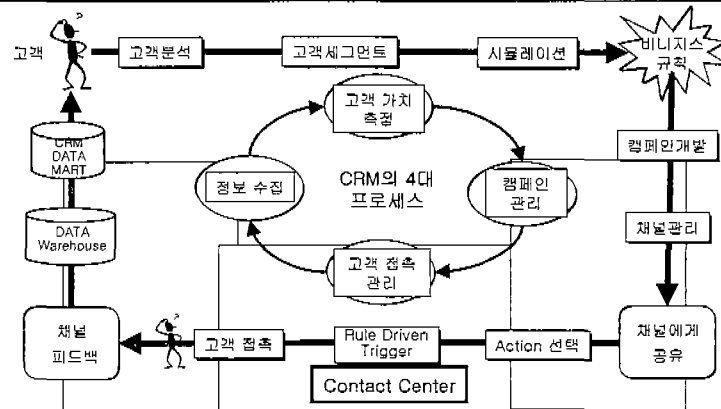 고객
고객분석
고객세그먼트
시뮬레이션
비니지스
규칙
고객 가치
측정
CRM
DATA
MART
캠페안개발
정보 수집
CRM의 4대
프로세스
캠페인
관리
DATA
Warehouse
채널관리
고객 접촉
관리
채널
피드백
고객 접촉
Rule Driven
Trigger
Action 선택
채널에게
공유
Contact Center